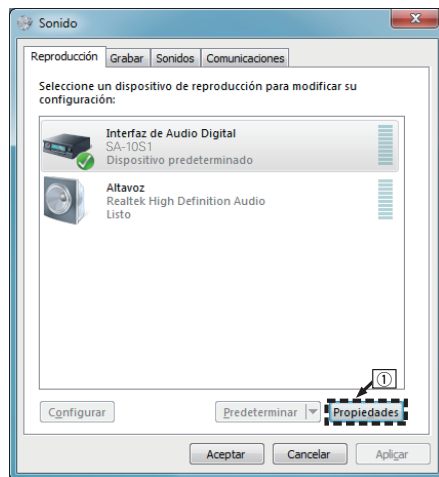 Sonido
Reproducción Grabar Sonidos Comunicaciones
Seleccione un dispositivo de reproducción para modificar su
configuración:
Interfaz de Audio Digital
SA-10S1
Dispositivo predeterminado
Altavoz
Realtek High Definition Audio
Listo
①
Configurar Predeterminar Propiedades
Aceptar Cancelar Aplicar